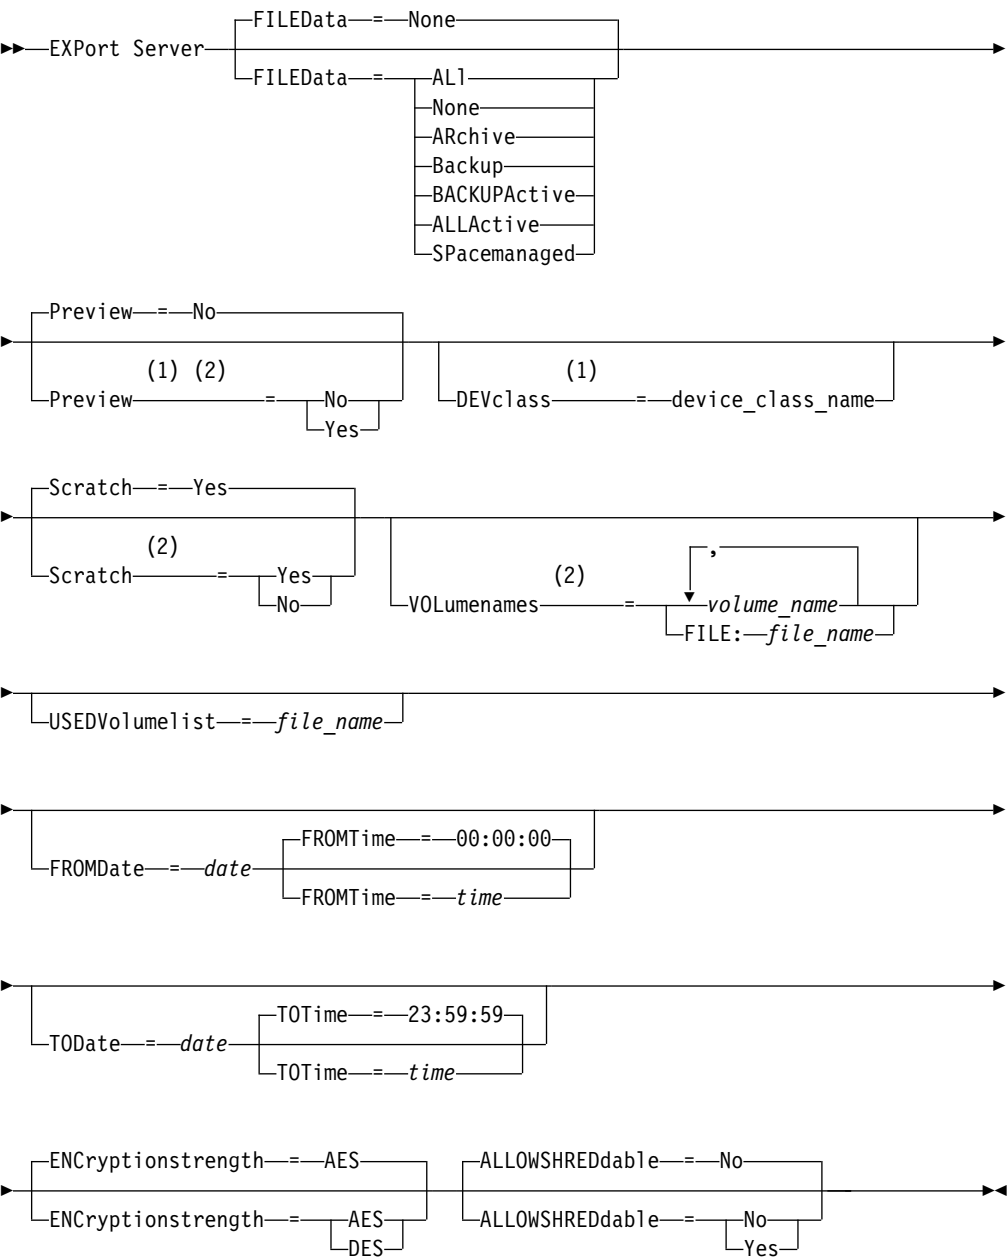 FILEData = None
EXPort Server
FILEData = ALl
None
ARchive
Backup
BACKUPActive
ALLActive
SPacemanaged
Preview = No
(1) (2) (1)
Preview = No DEVclass = device_class_name
Yes
Scratch = Yes
(2) ,
Scratch = Yes (2)
No VOLumenames = volume_name
FILE: file_name
USEDVolumelist = file_name
FROMTime = 00:00:00
FROMDate = date
FROMTime = time
TOTime = 23:59:59
TODate = date
TOTime = time
ENCryptionstrength = AES ALLOWSHREDdable = No
ENCryptionstrength = AES ALLOWSHREDdable = No
DES Yes